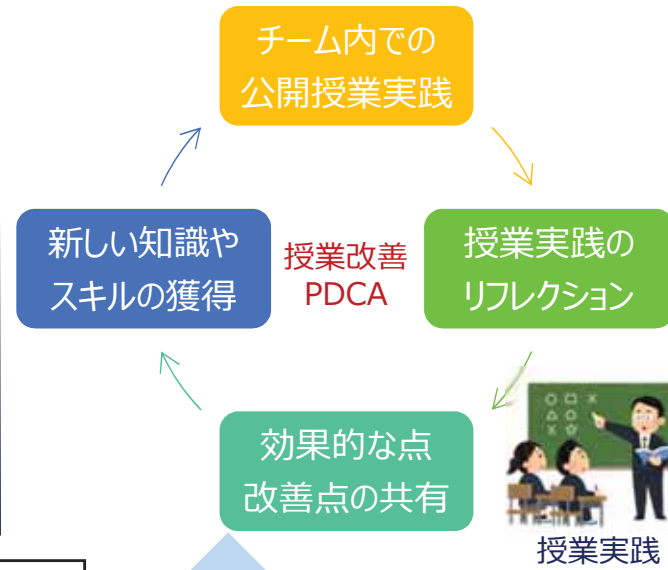 チーム内での
公開授業実践
新しい知識や
スキルの獲得
授業改善
PDCA
授業実践の
リフレクション
効果的な点
改善点の共有
授業実践